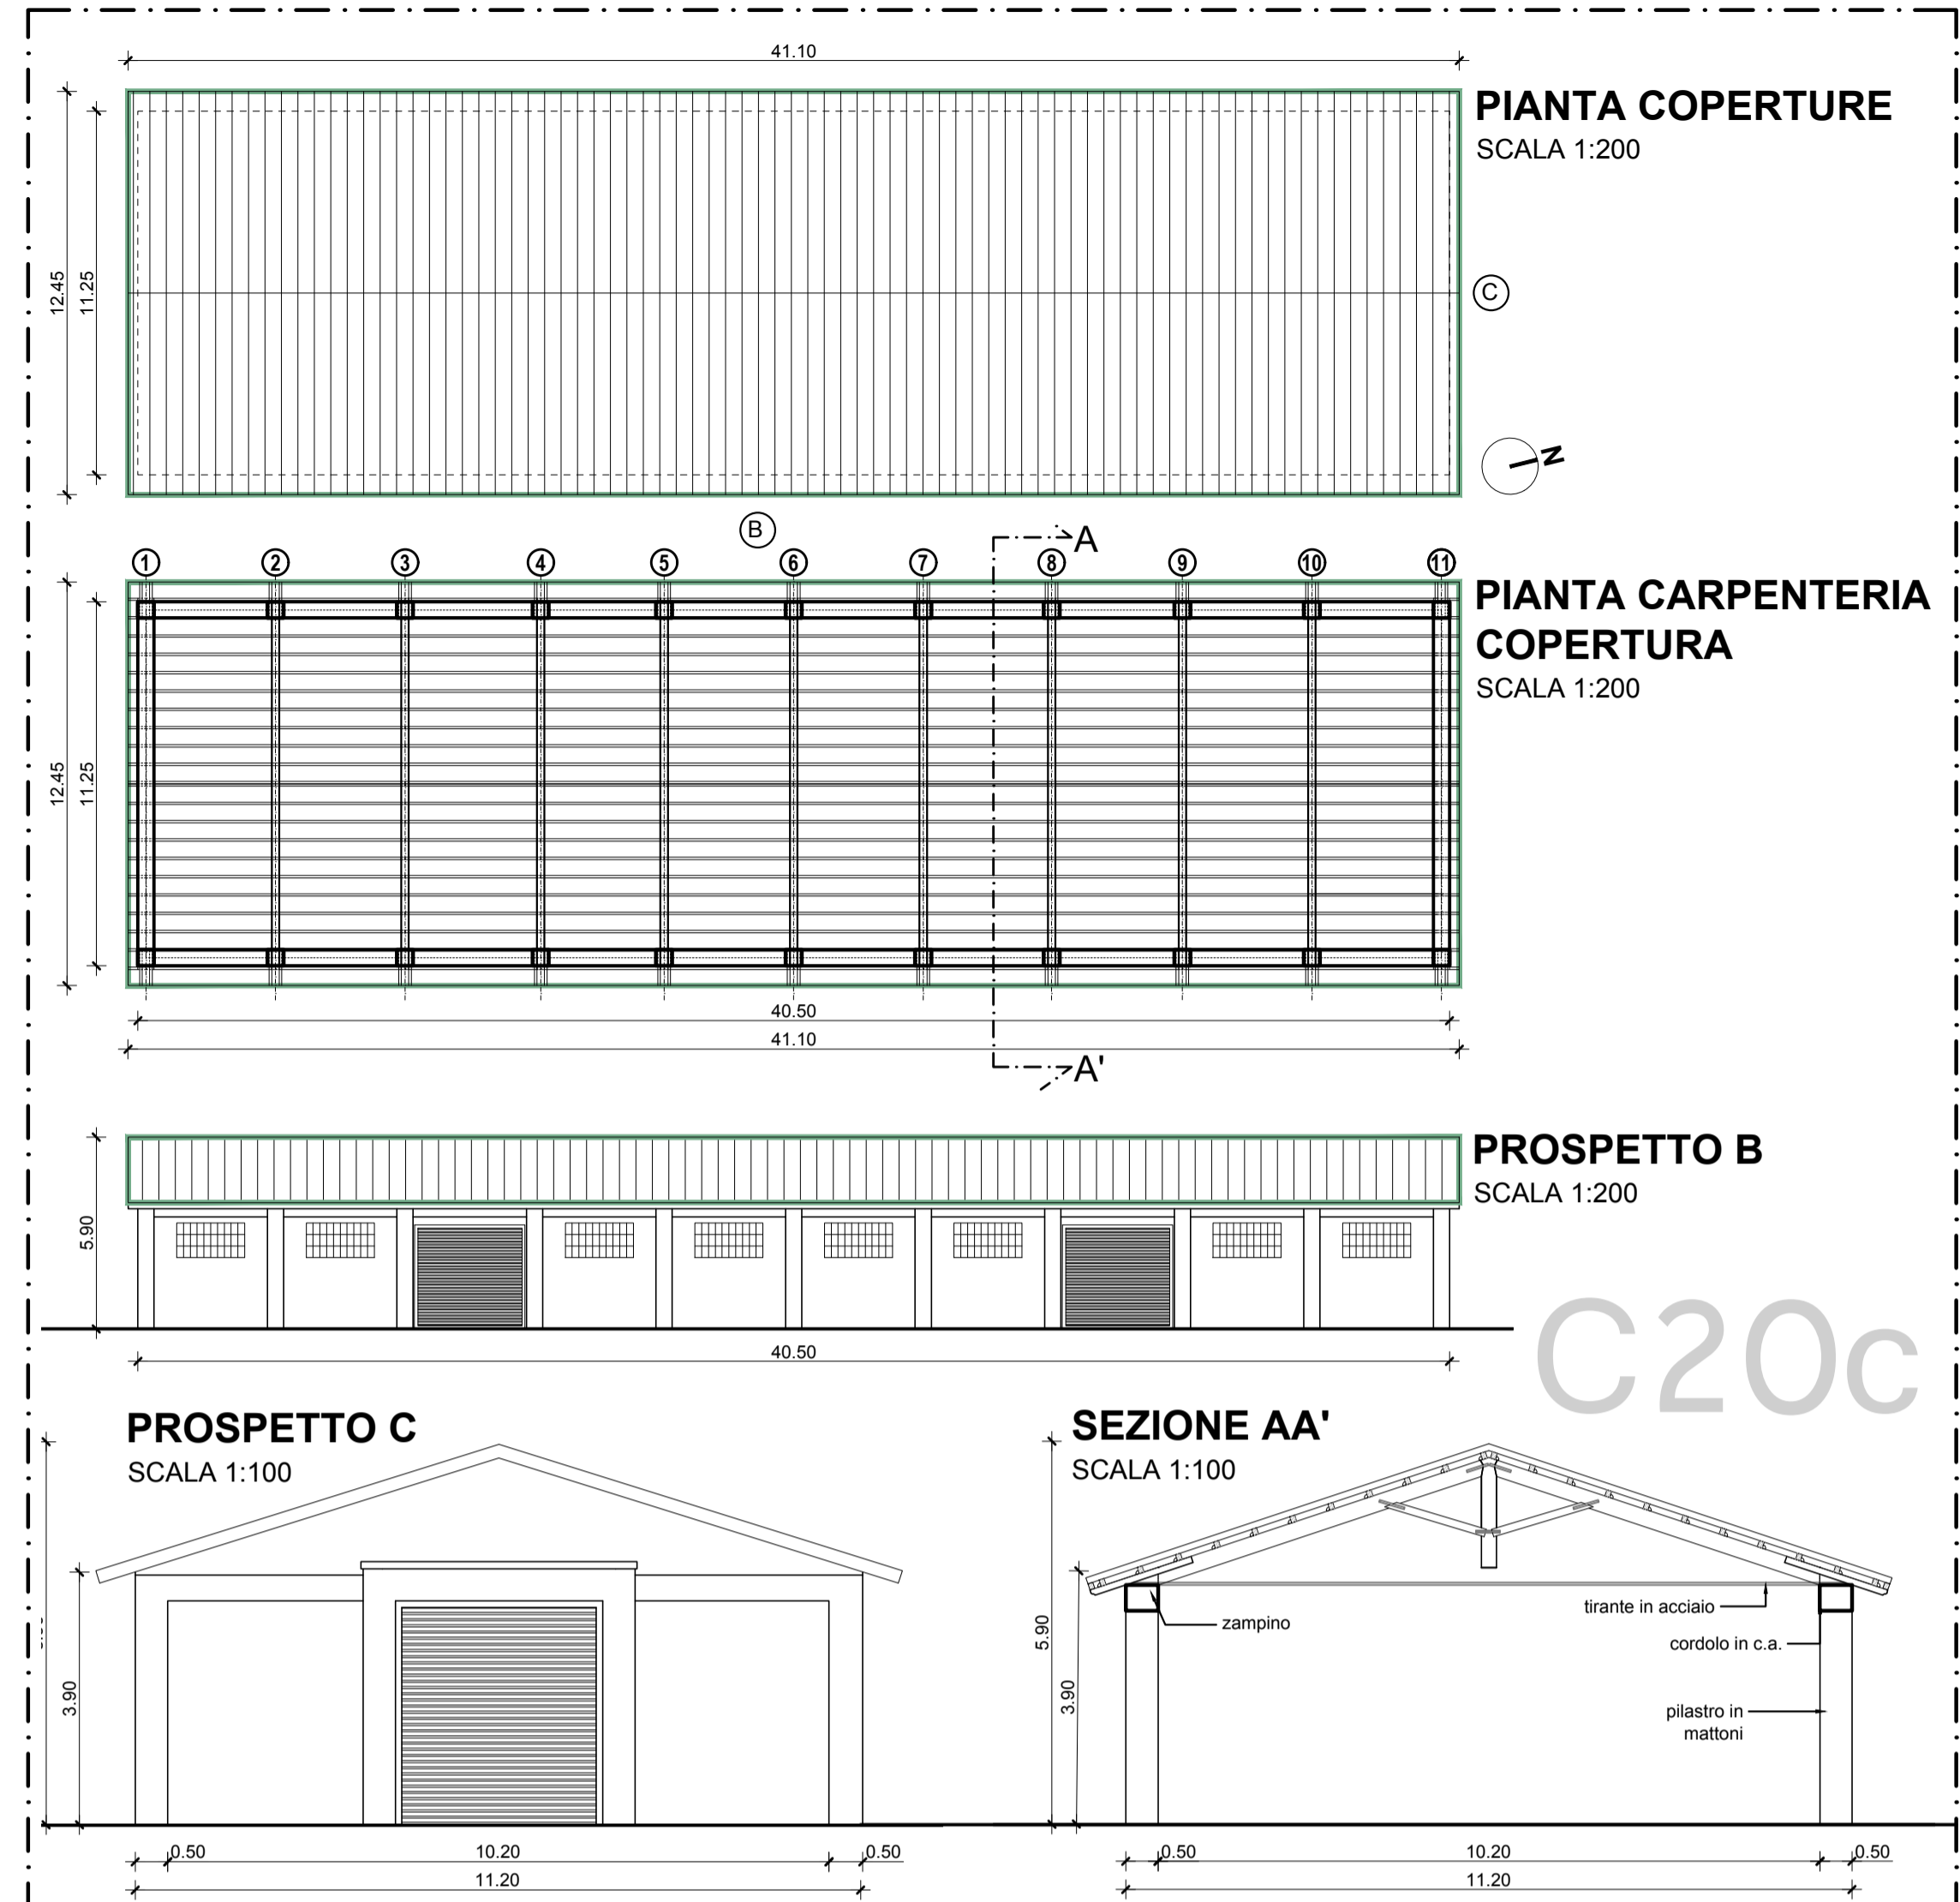 41.10
PIANTA COPERTURE
SCALA 1:200
12.45
11.25
C
N
B
A
1
2
3
4
5
6
7
8
9
10
11
PIANTA CARPENTERIA
COPERTURA
SCALA 1:200
12.45
11.25
40.50
41.10
A'
PROSPETTO B
SCALA 1:200
5.90
40.50
C20c
PROSPETTO C
SCALA 1:100
3.90
0.50
10.20
0.50
11.20
SEZIONE AA'
SCALA 1:100
5.90
3.90
zampino
tirante in acciaio
cordolo in c.a.
pilastro in
mattoni
0.50
10.20
0.50
11.20